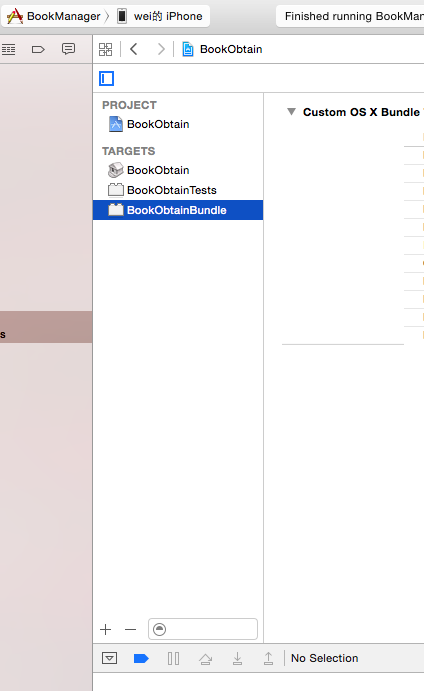 BookManager 〉 wei的 iPhone
Finished running BookMan
BookObtain
PROJECT
BookObtain
TARGETS
BookObtain
BookObtainTests
BookObtainBundle
Custom OS X Bundle
s
No Selection